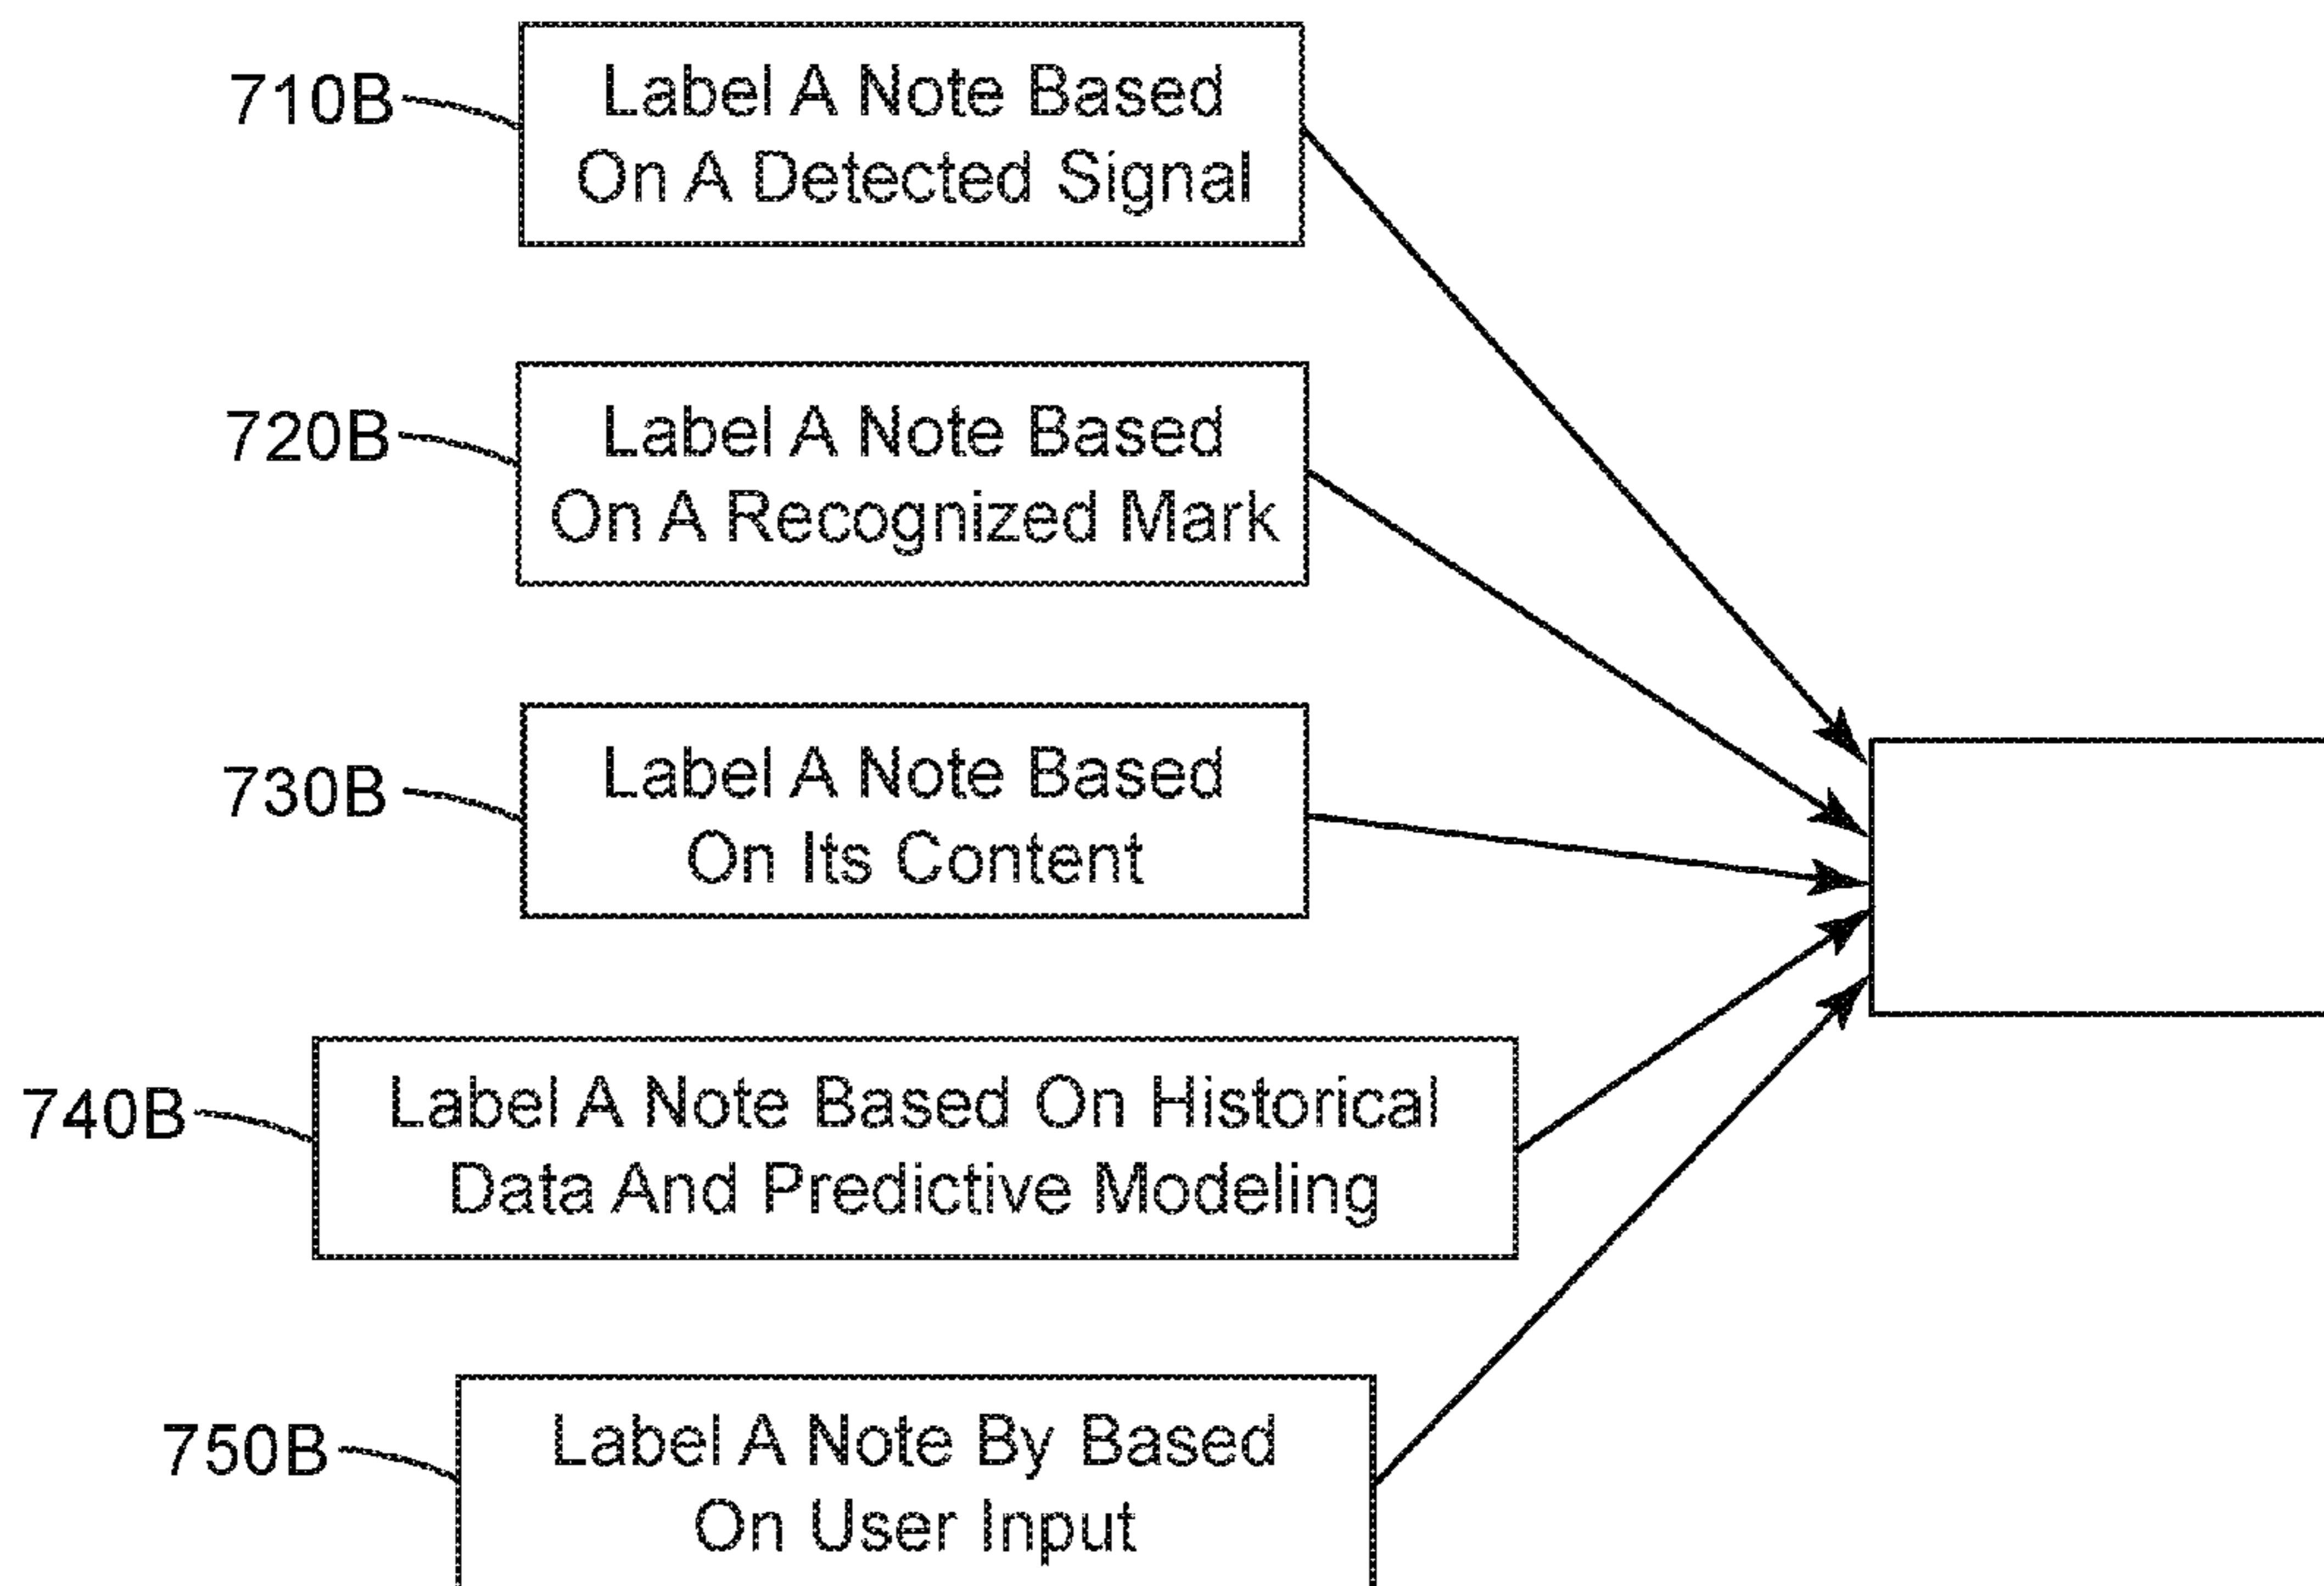 710B
Label A Note Based
On A Detected Signal
720B
Label A Note Based
On A Recognized Mark
730B
Label A Note Based
On Its Content
740B
Label A Note Based On Historical
Data And Predictive Modeling
750B
Label A Note By Based
On User Input